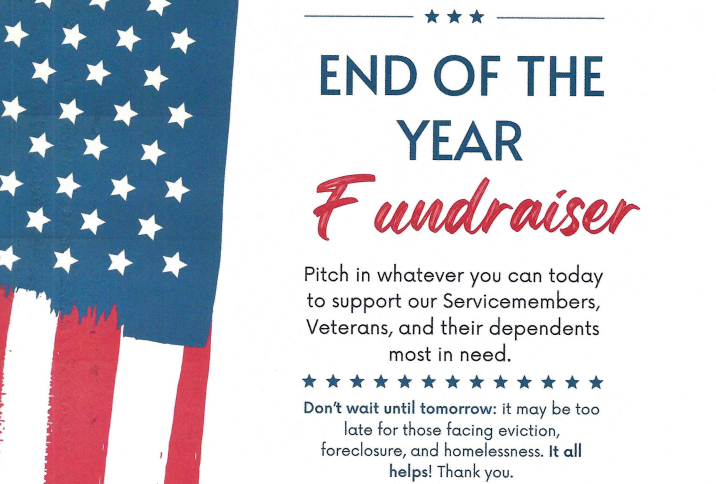 END OF THE
YEAR
Fundraiser
Pitch in whatever you can today
to support our Servicemembers,
Veterans, and their dependents
most in need.
Don't wait until tomorrow: it may be too
late for those facing eviction,
foreclosure, and homelessness. It all
helps! Thank you.